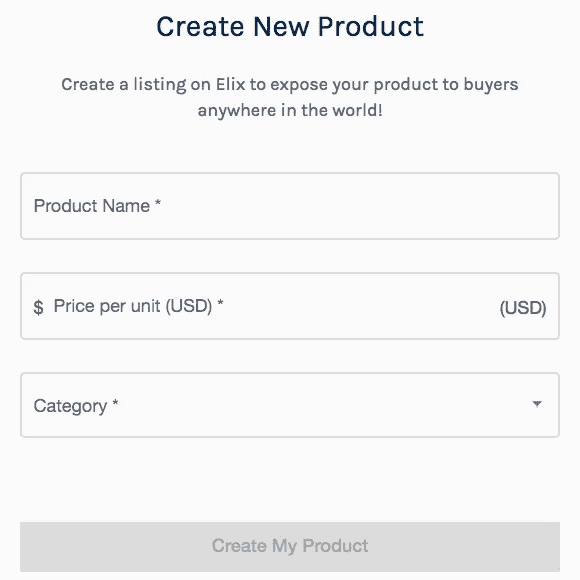 Create New Product
Create a listing on Elix to expose your product to buyers
anywhere in the world!
Product Name *
$ Price per unit (USD) * (USD)
Category *
Create My Product